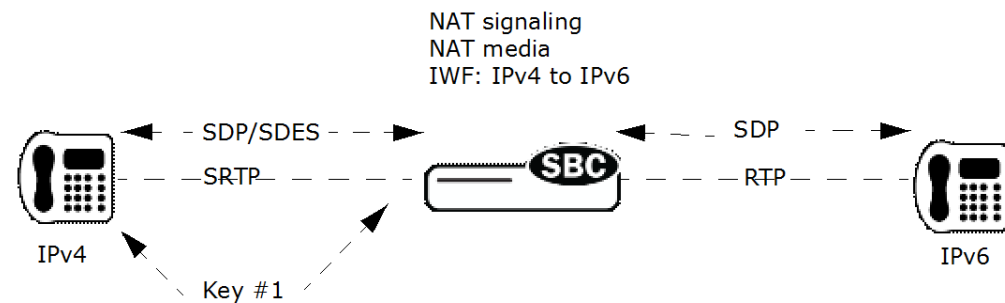 NAT signaling
NAT media
IWF: IPv4 to IPv6
SDP/SDES
SDP
SBC
SRTP
RTP
IPv4
IPv6
Key #1